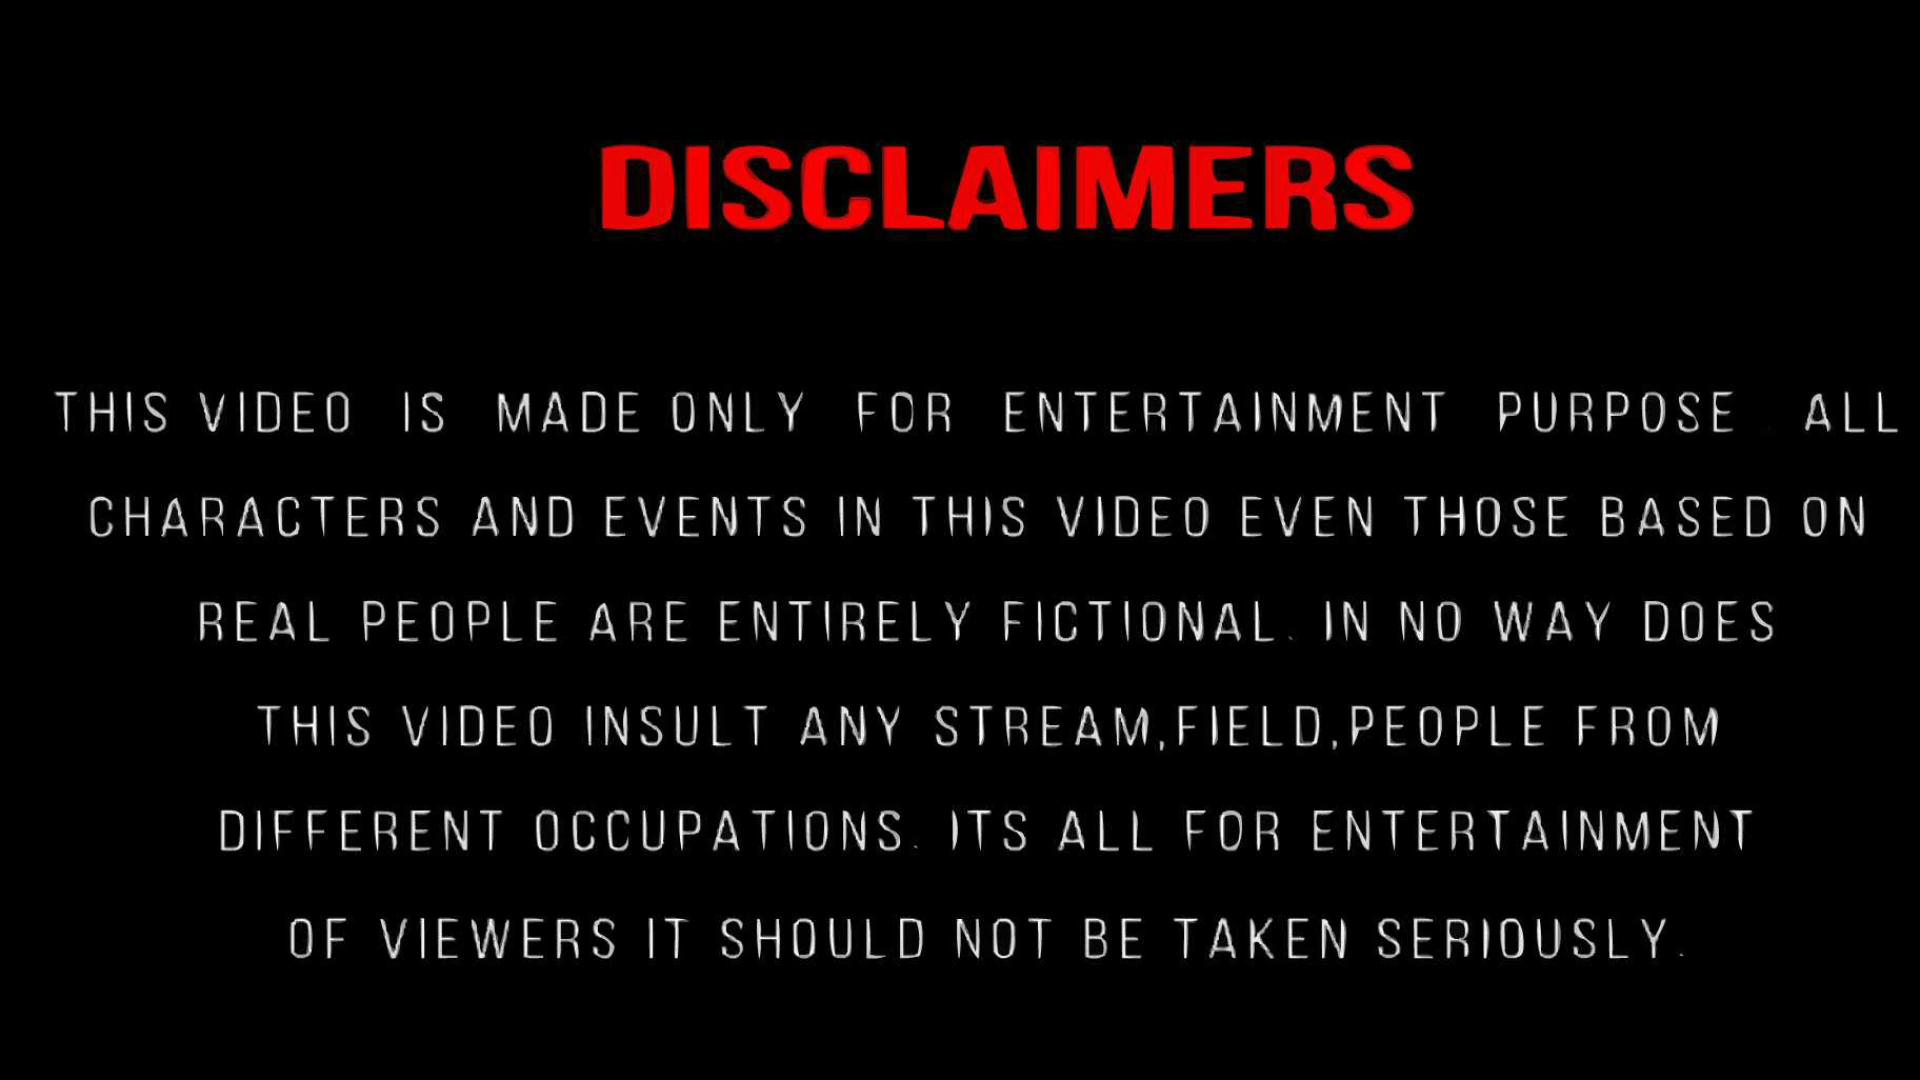 DISCLAIMERS
THIS VIDEO IS MADE ONLY FOR ENTERTAINMENT PURPOSE ALL
CHARACTERS AND EVENTS IN THIS VIDEO EVEN THOSE BASED ON
REAL PEOPLE ARE ENTIRELY FICTIONAL. IN NO WAY DOES
THIS VIDEO INSULT ANY STREAM,FIELD,PEOPLE FROM
DIFFERENT OCCUPATIONS. ITS ALL FOR ENTERTAINMENT
OF VIEWERS IT SHOULD NOT BE TAKEN SERIOUSLY.